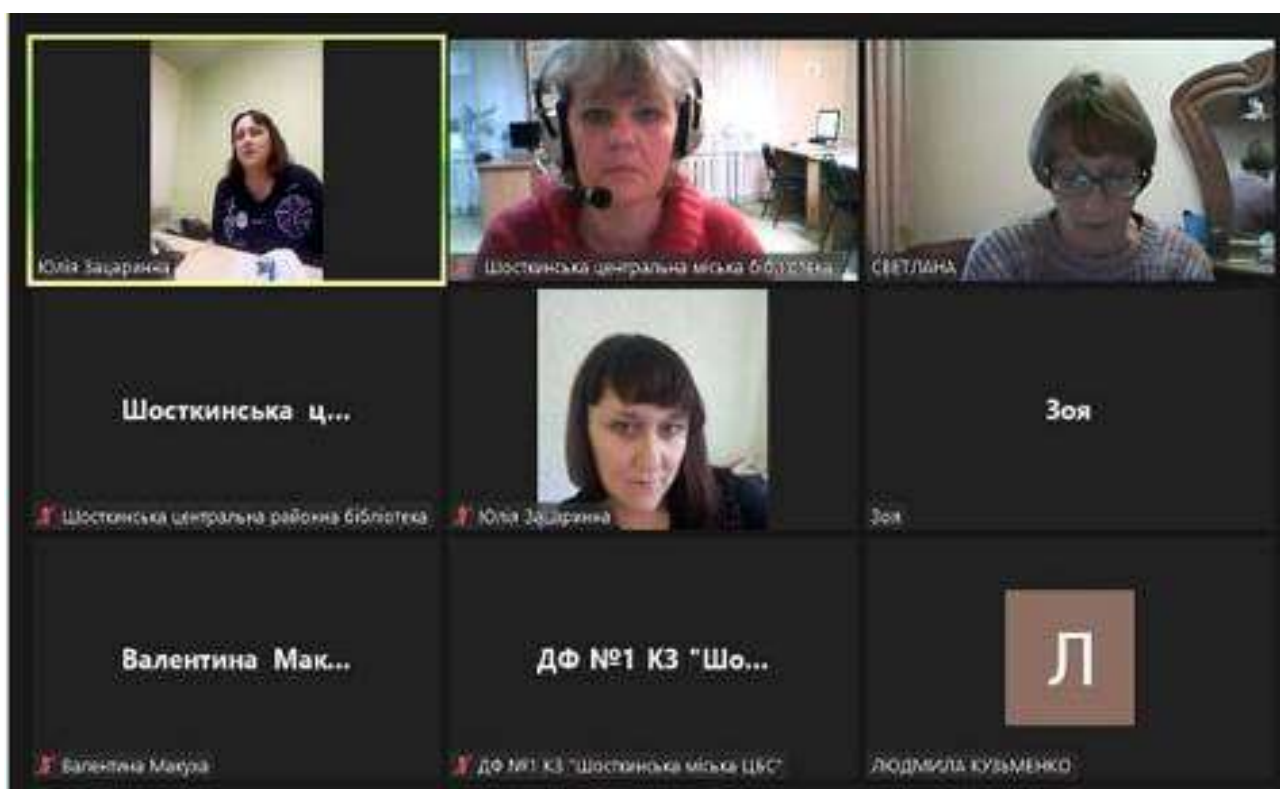 Юлія Зацаринна
Шосткинська центральна міська бібліотека
СВЕТЛАНА
Шосткинська ц...
Шосткинська центральна районна бібліотека
Юлія Зацаринна
Зоя
Зоя
Валентина Мак...
Валентина Макуха
ДФ №1 КЗ "Шо...
ДФ №1 КЗ "Шосткинська міська ЦБС"
Л
ЛЮДМИЛА КУЗЬМЕНКО